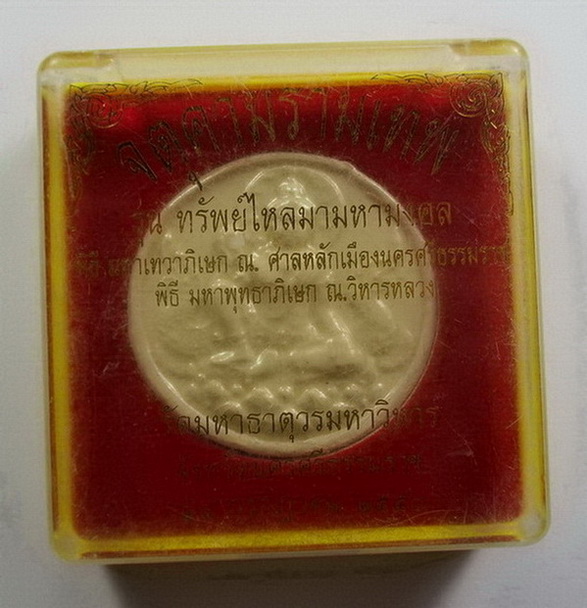 จตุคามรามเทพ
รุ่น ทรัพย์ไหลมามหามงคล
พิธี มหาเทวาภิเษก ณ. ศาลหลักเมืองนครศรีธรรมราช
พิธี มหาพุทธาภิเษก ณ.วิหารหลวง
วัดมหาธาตุวรมหาวิหาร